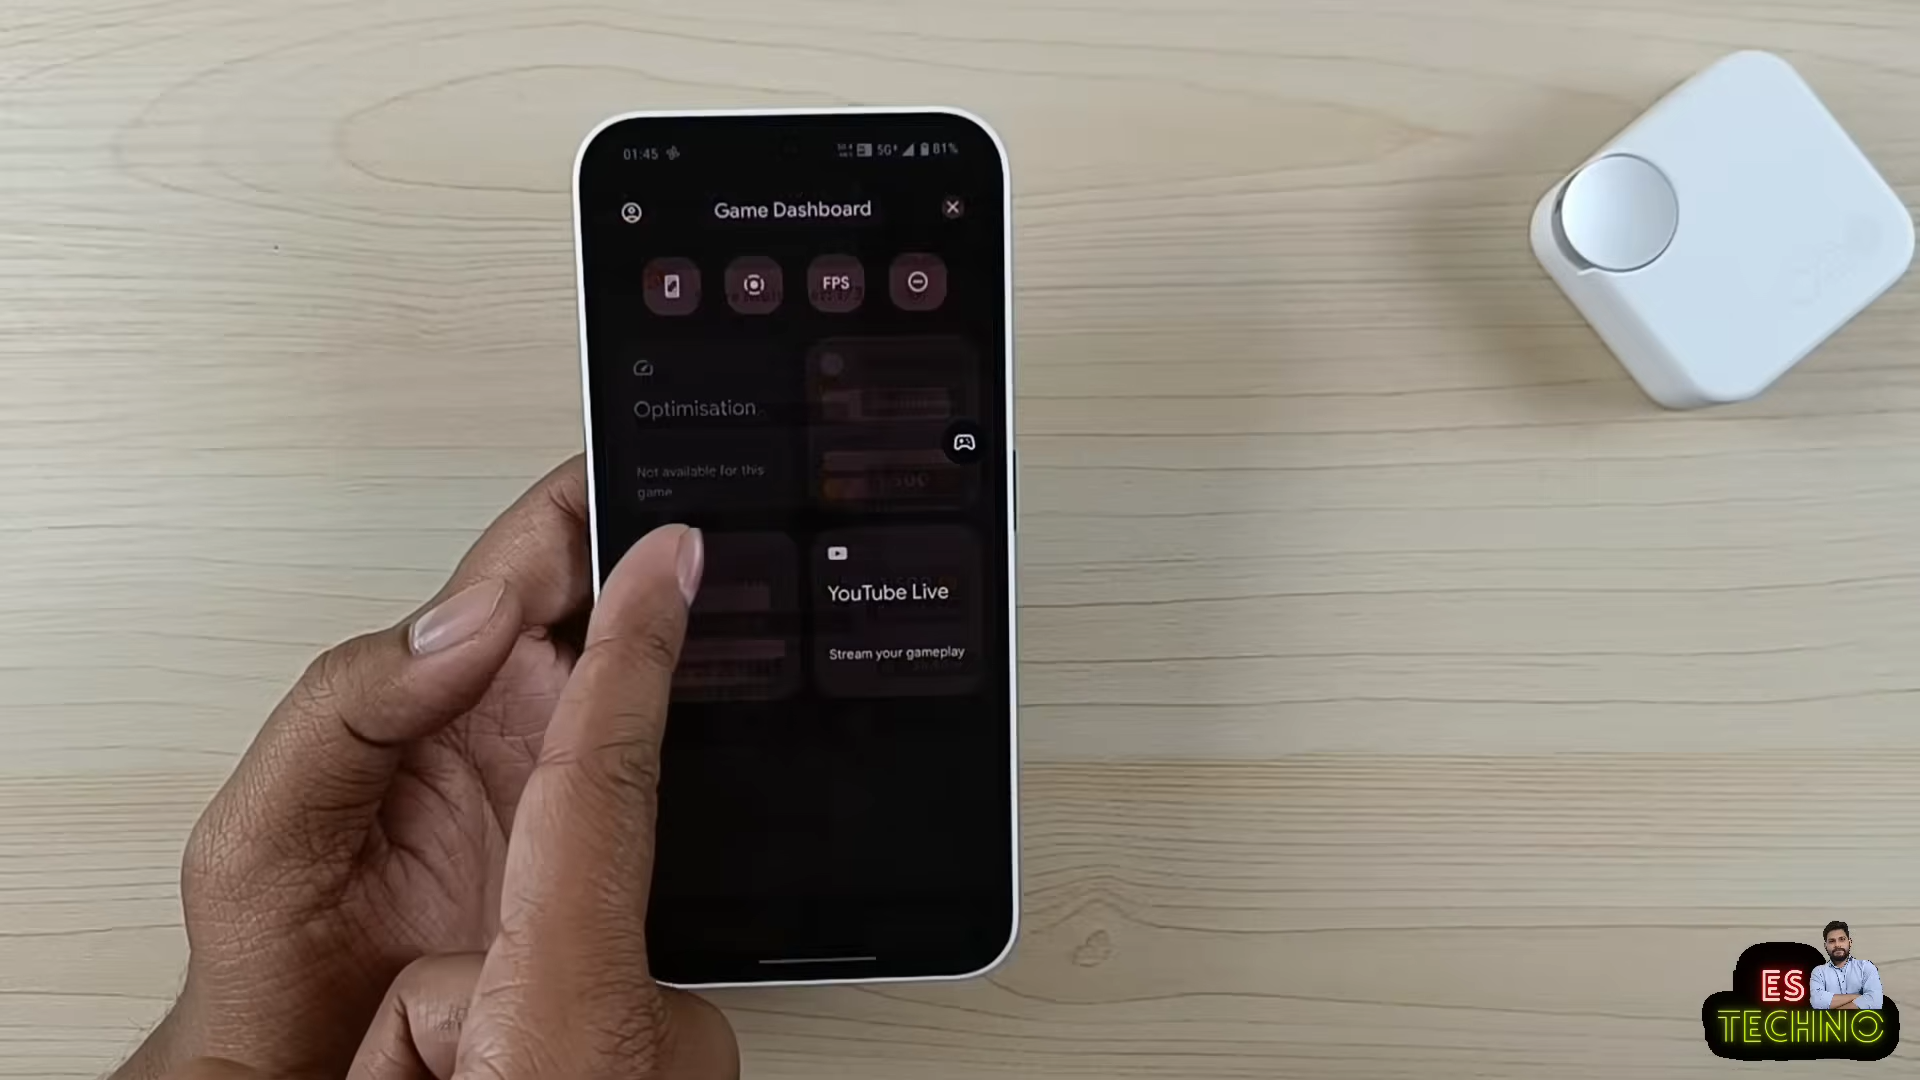 01:45
5G+
81%
Game Dashboard
FPS
Optimisation
Not available for this
game
YouTube Live
Stream your gameplay
ES
TECHNO